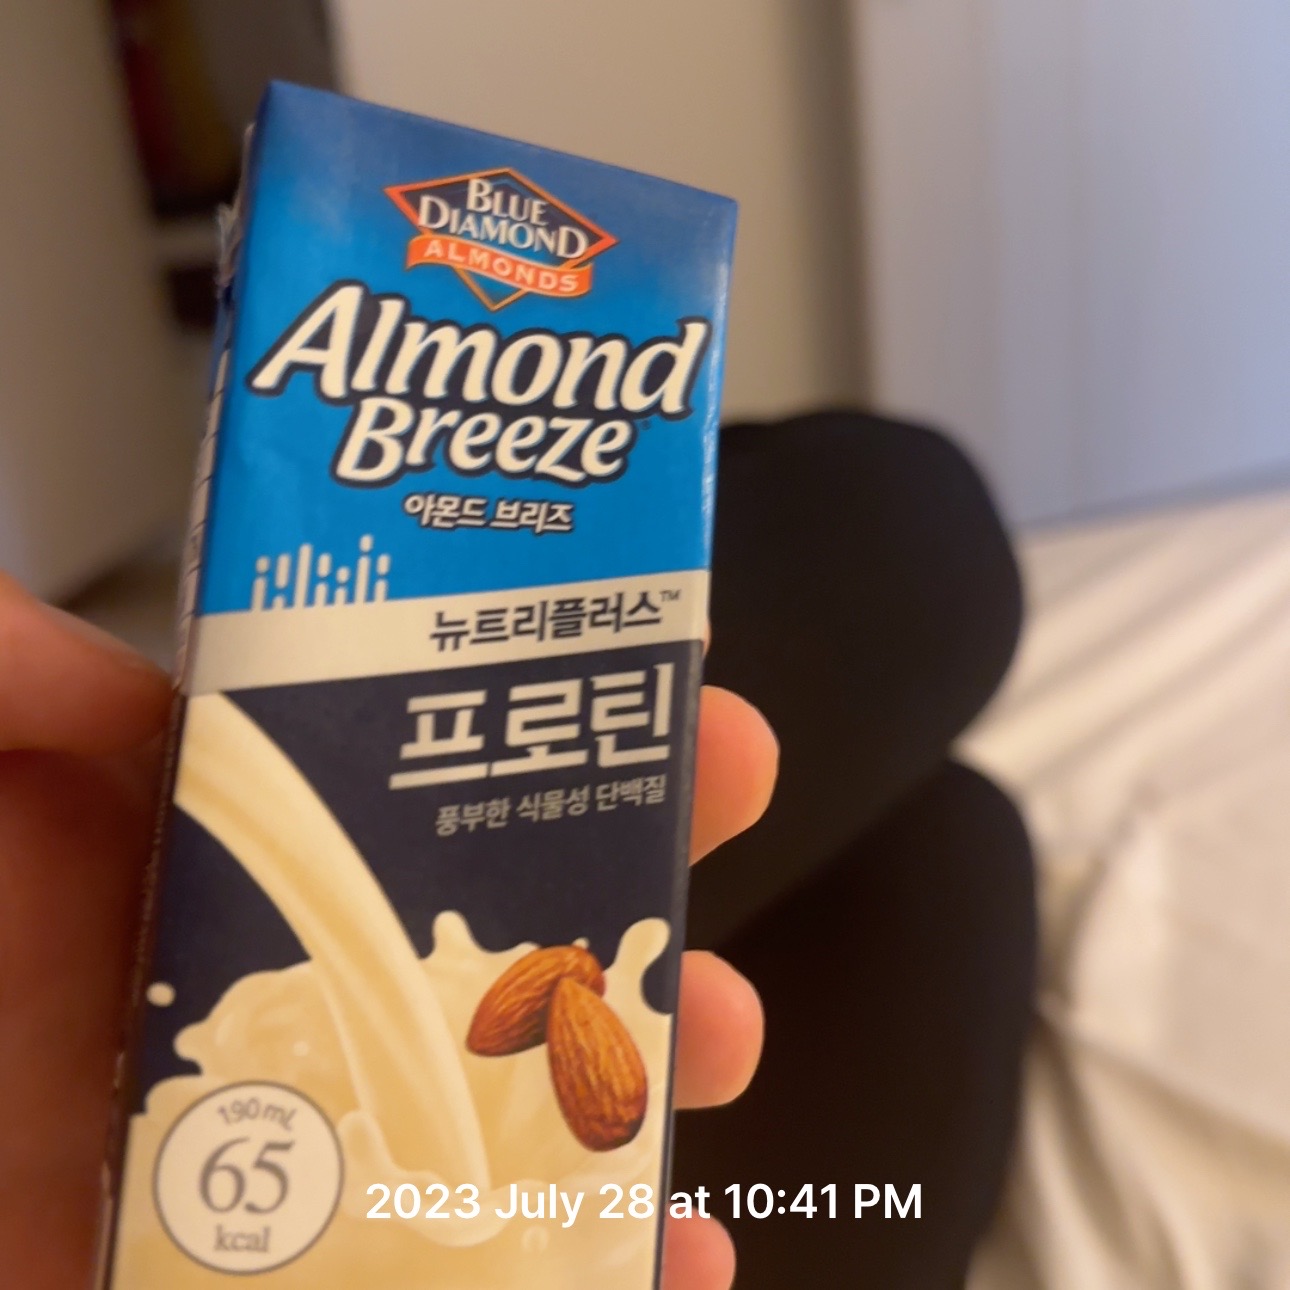 BLUE
DIAMOND
ALMONDS
Almond
Breeze®
아몬드 브리즈
뉴트리플러스™
프로틴
풍부한 식물성 단백질
190mL
65
kcal
2023 July 28 at 10:41 PM